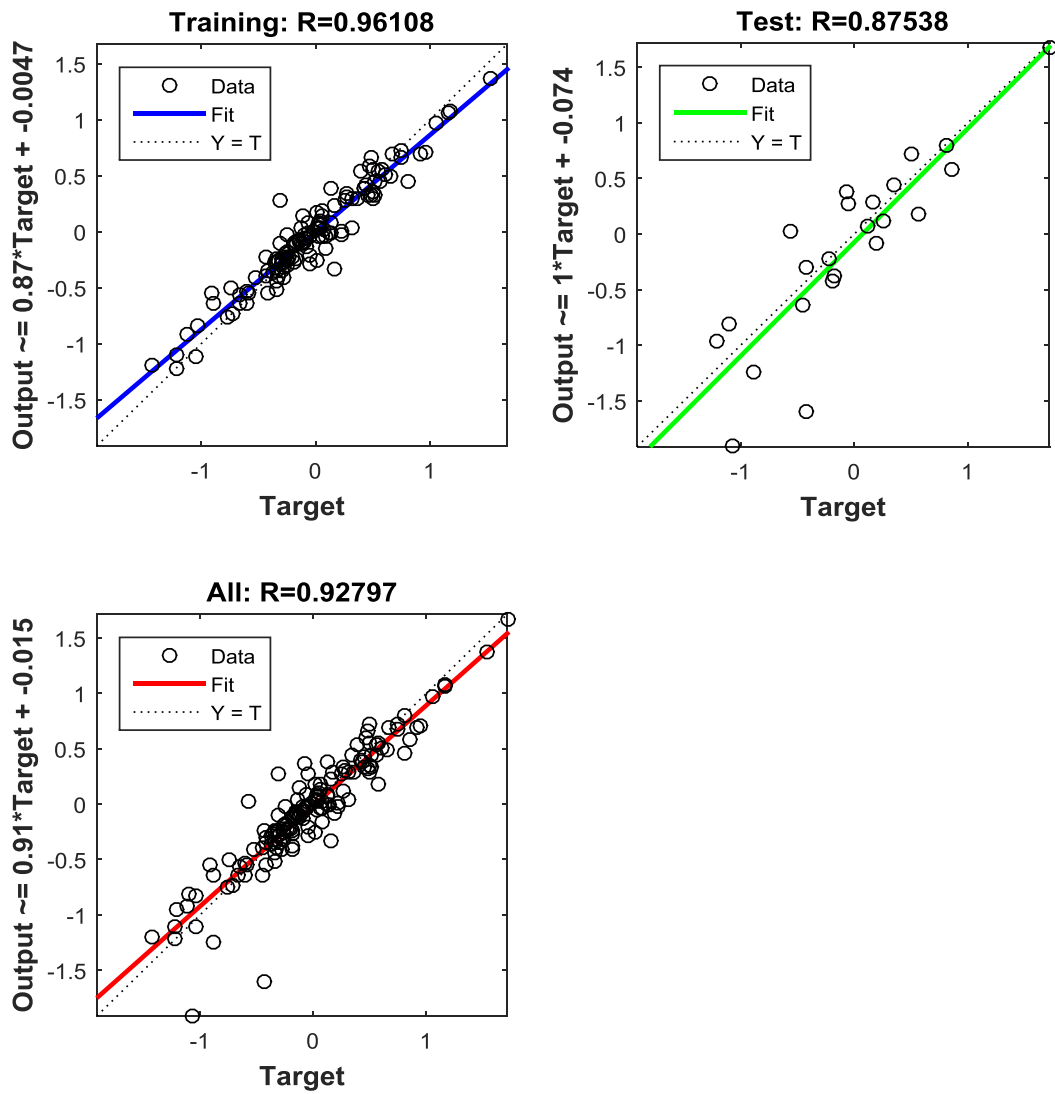 Training: R=0.96108
Output ~= 0.87*Target + -0.0047
1.5
1
0.5
0
-0.5
-1
-1.5
Data
Fit
Y = T
-1
0
1
Target
Test: R=0.87538
Output ~= 1*Target + -0.074
1.5
1
0.5
0
-0.5
-1
-1.5
Data
Fit
Y = T
-1
0
1
Target
All: R=0.92797
Output ~= 0.91*Target + -0.015
1.5
1
0.5
0
-0.5
-1
-1.5
Data
Fit
Y = T
-1
0
1
Target